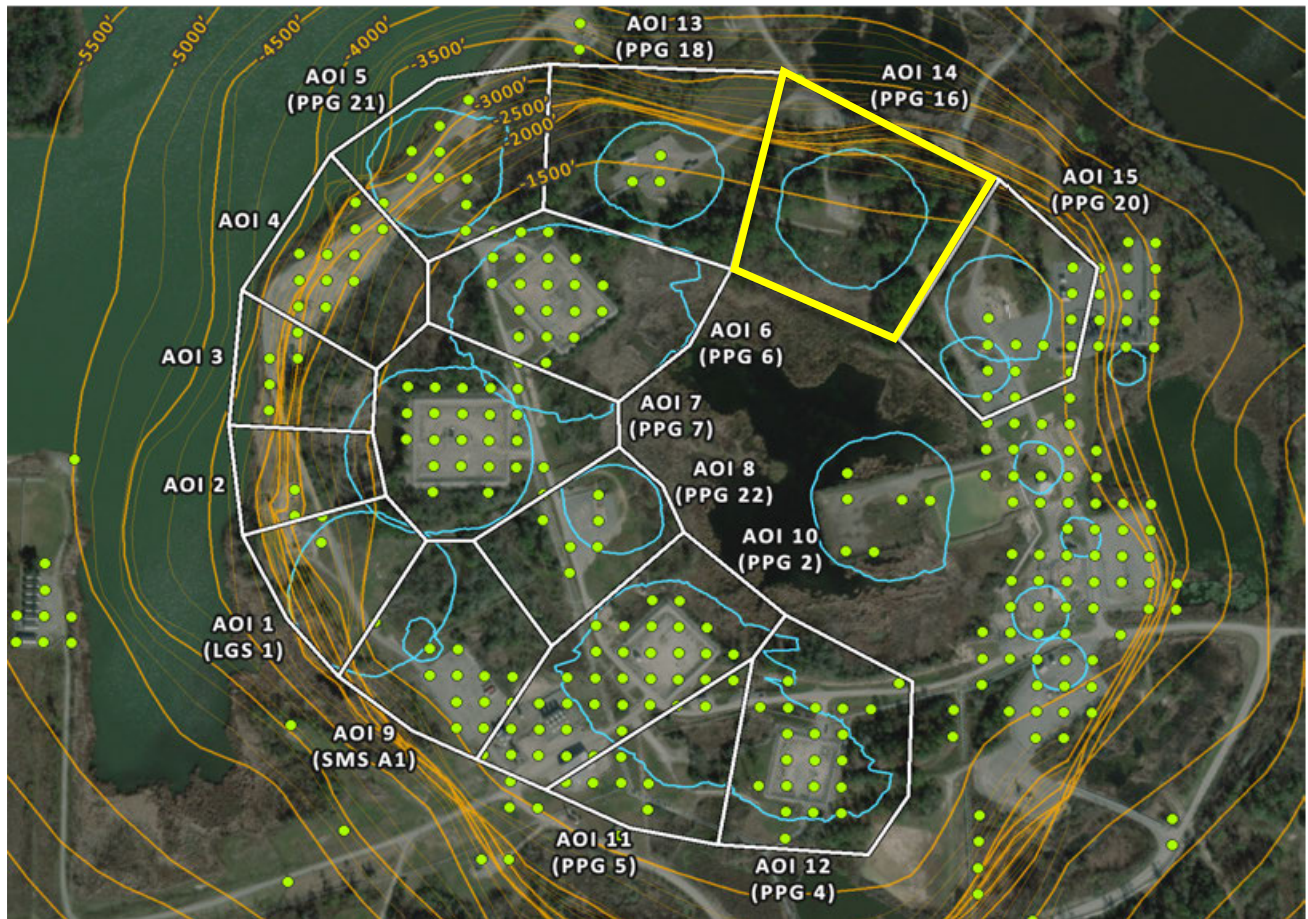 -5500'
-5000'
-4500'
-4000'
-3500'
-3000'
-2500'
-2000'
-1500'
AOI 13
(PPG 18)
AOI 14
(PPG 16)
AOI 5
(PPG 21)
AOI 15
(PPG 20)
AOI 4
AOI 3
AOI 6
(PPG 6)
AOI 7
(PPG 7)
AOI 2
AOI 8
(PPG 22)
AOI 10
(PPG 2)
AOI 1
(LGS 1)
AOI 9
(SMS A1)
AOI 11
(PPG 5)
AOI 12
(PPG 4)